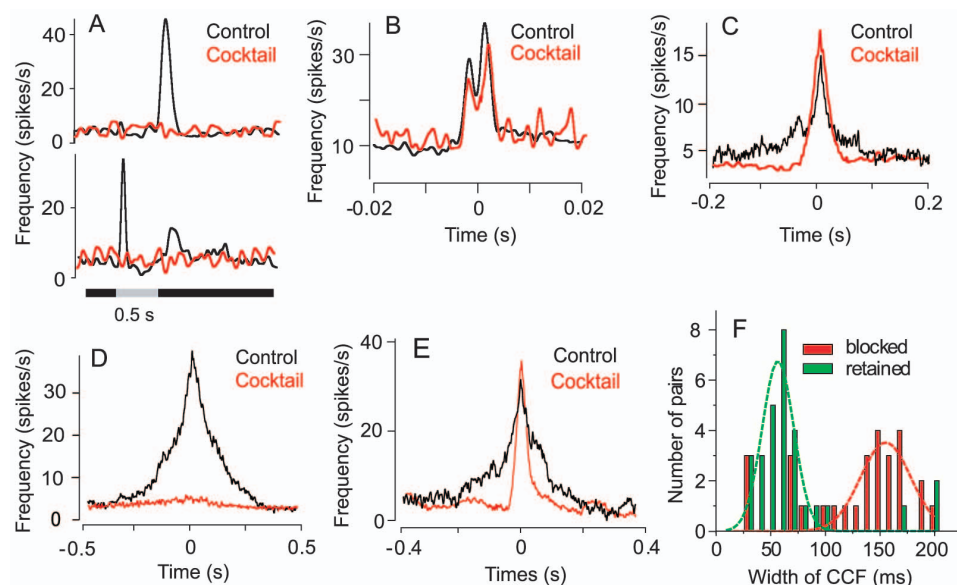 A
Control
Cocktail
Frequency (spikes/s)
40
20
0
Frequency (spikes/s)
20
0
0.5 s
B
Control
Cocktail
Frequency (spikes/s)
30
10
-0.02
0
0.02
Time (s)
C
Control
Cocktail
Frequency (spikes/s)
15
10
5
-0.2
0
0.2
Time (s)
D
Control
Cocktail
Frequency (spikes/s)
30
20
10
0
-0.5
0
0.5
Time (s)
E
Control
Cocktail
Frequency (spikes/s)
40
20
0
-0.4
0
0.4
Times (s)
F
blocked
retained
Number of pairs
8
6
4
2
0
0
50
100
150
200
Width of CCF (ms)